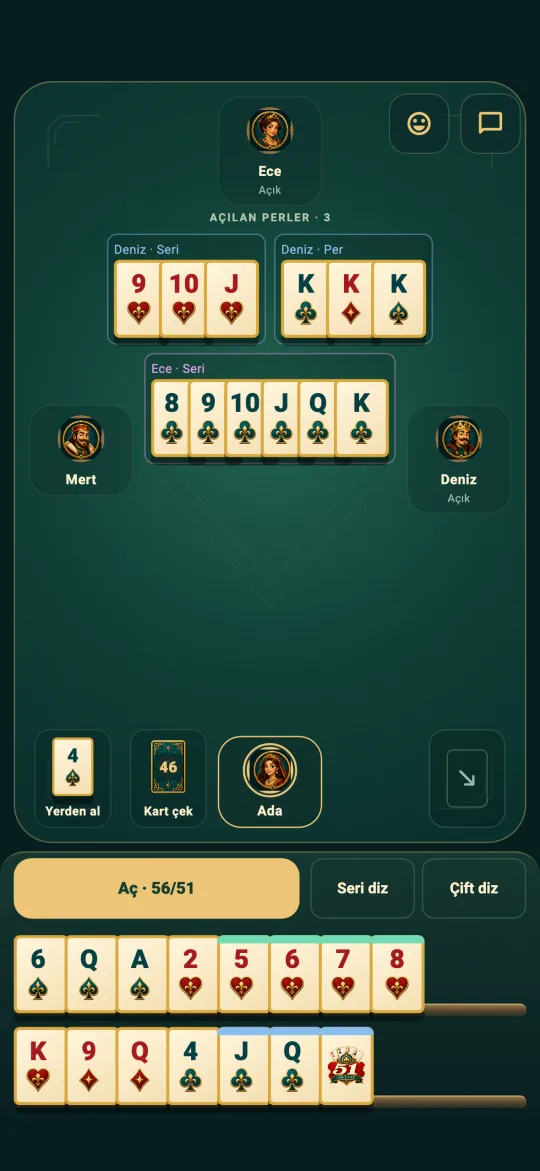 Ece
Açık
AÇILAN PERLER · 3
Deniz · Seri
9 10 J
Deniz · Per
K K K
Ece · Seri
8 9 10 J Q K
Mert
Deniz
Açık
4
Yerden al
46
Kart çek
Ada
Aç · 56/51
Seri diz
Çift diz
6 Q A 2 5 6 7 8
K 9 Q 4 J Q
51